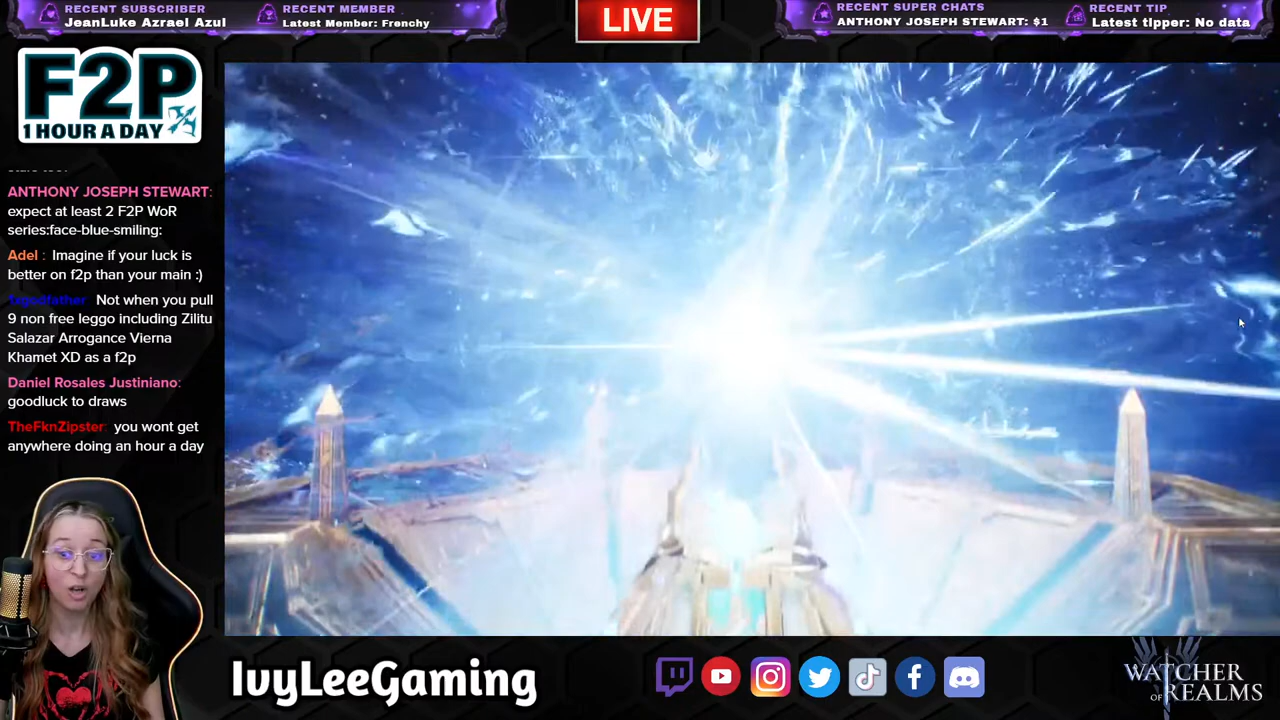 RECENT SUBSCRIBER
JeanLuke Azrael Azul
RECENT MEMBER
Latest Member: Frenchy
LIVE
RECENT SUPER CHATS
ANTHONY JOSEPH STEWART: $1
RECENT TIP
Latest tipper: No data
F2P
1 HOUR A DAY
ANTHONY JOSEPH STEWART:
expect at least 2 F2P WoR
series:face-blue-smiling:
Adel : Imagine if your luck is
better on f2p than your main :)
Not when you pull
9 non free leggo including Zilitu
Salazar Arrogance Vierna
Khamet XD as a f2p
Daniel Rosales Justiniano:
goodluck to draws
TheFknZipster: you wont get
anywhere doing an hour a day
IvyLeeGaming
WATCHER
OF REALMS